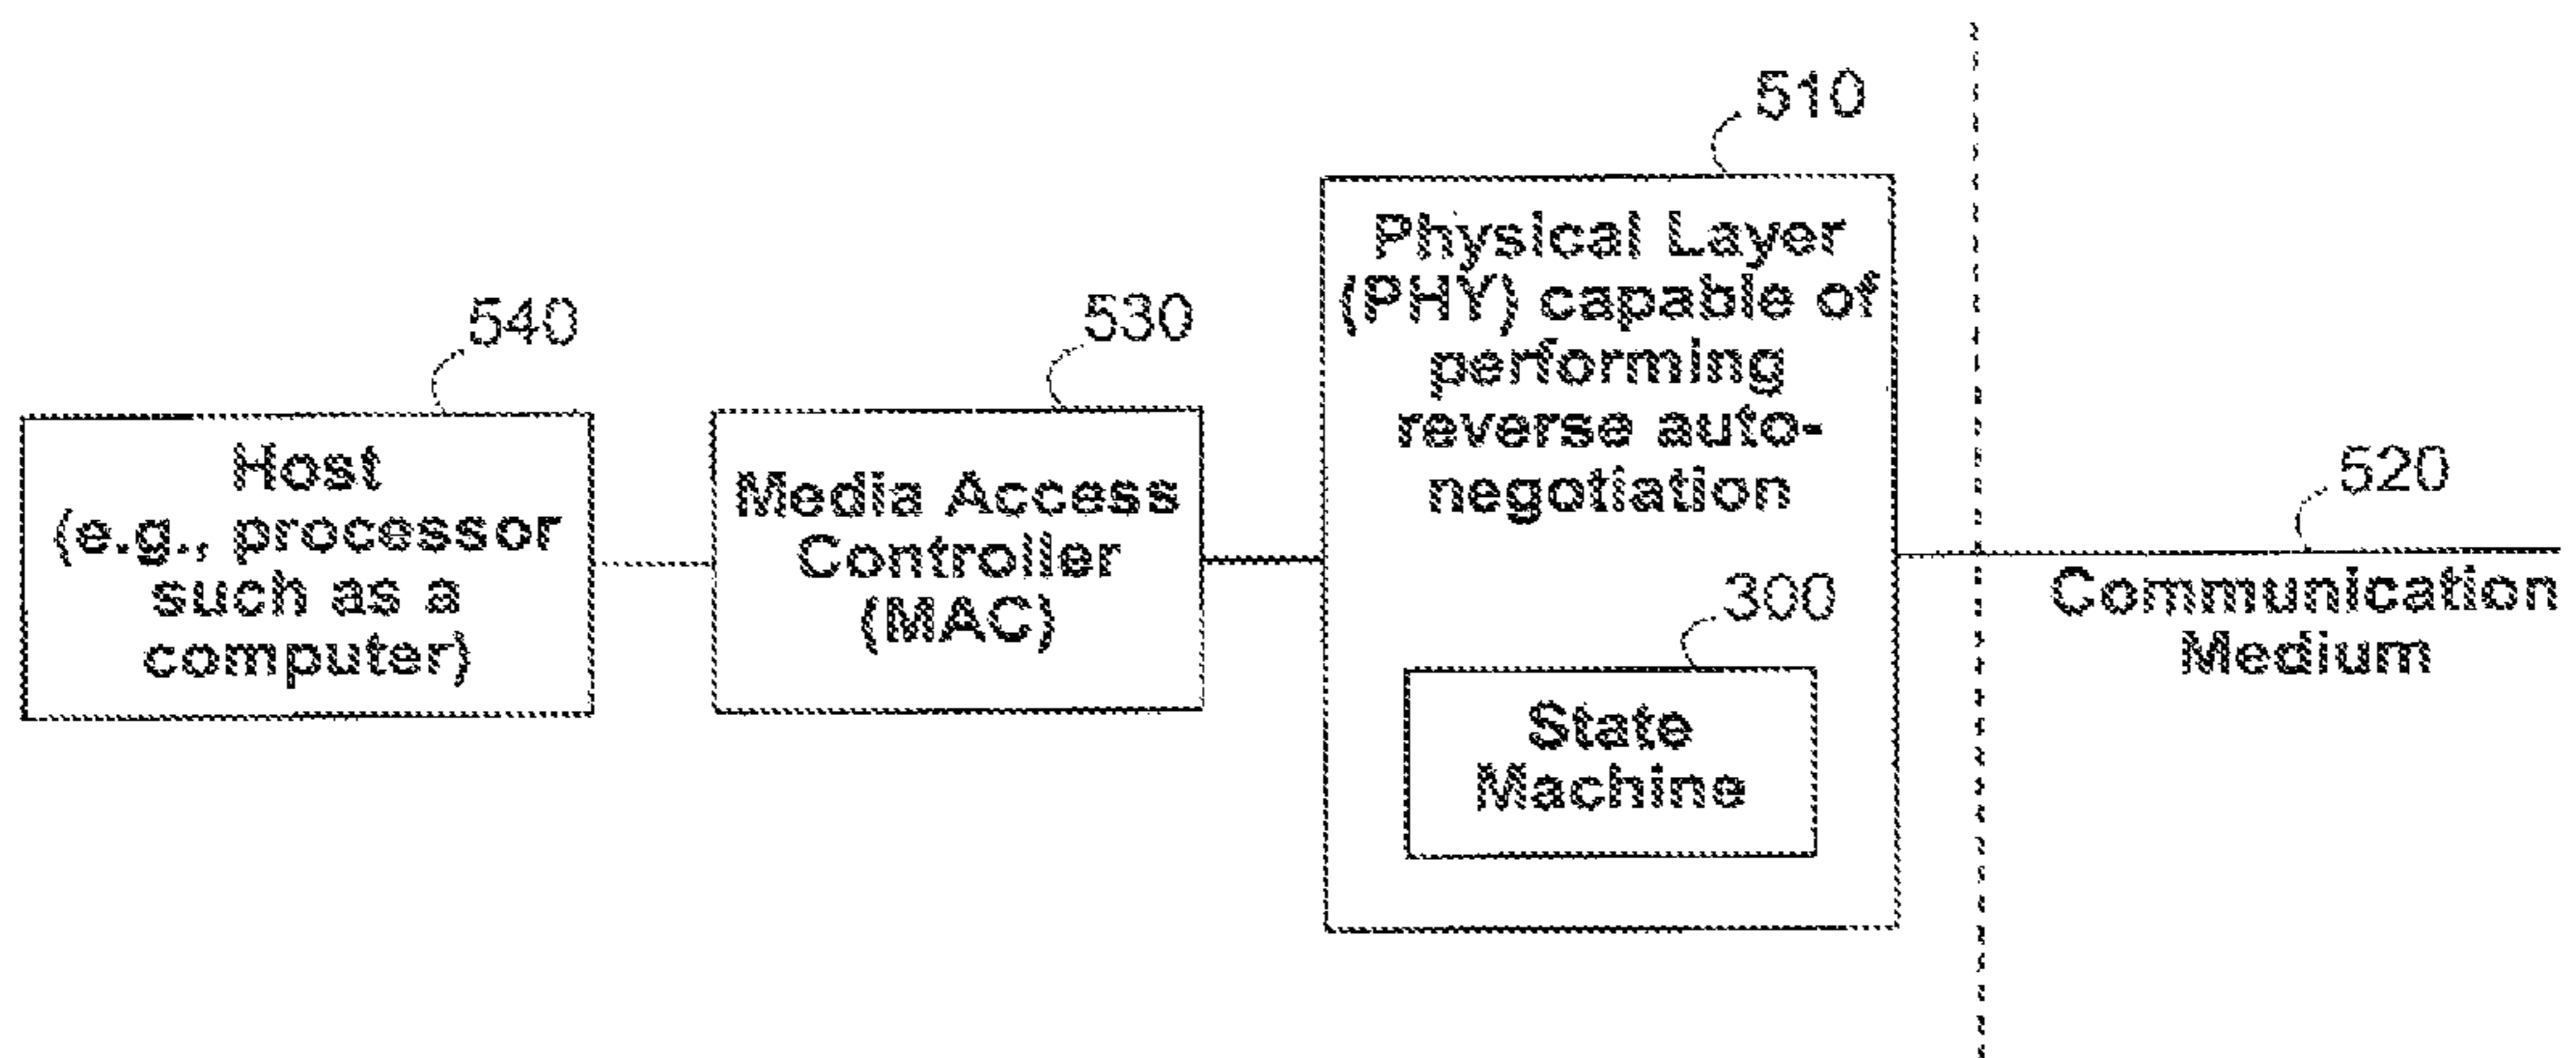 540
Host
(e.g., processor
such as a
computer)
530
Media Access
Controller
(MAC)
510
Physical Layer
(PHY) capable of
performing
reverse auto-
negotiation
300
State
Machine
520
Communication
Medium